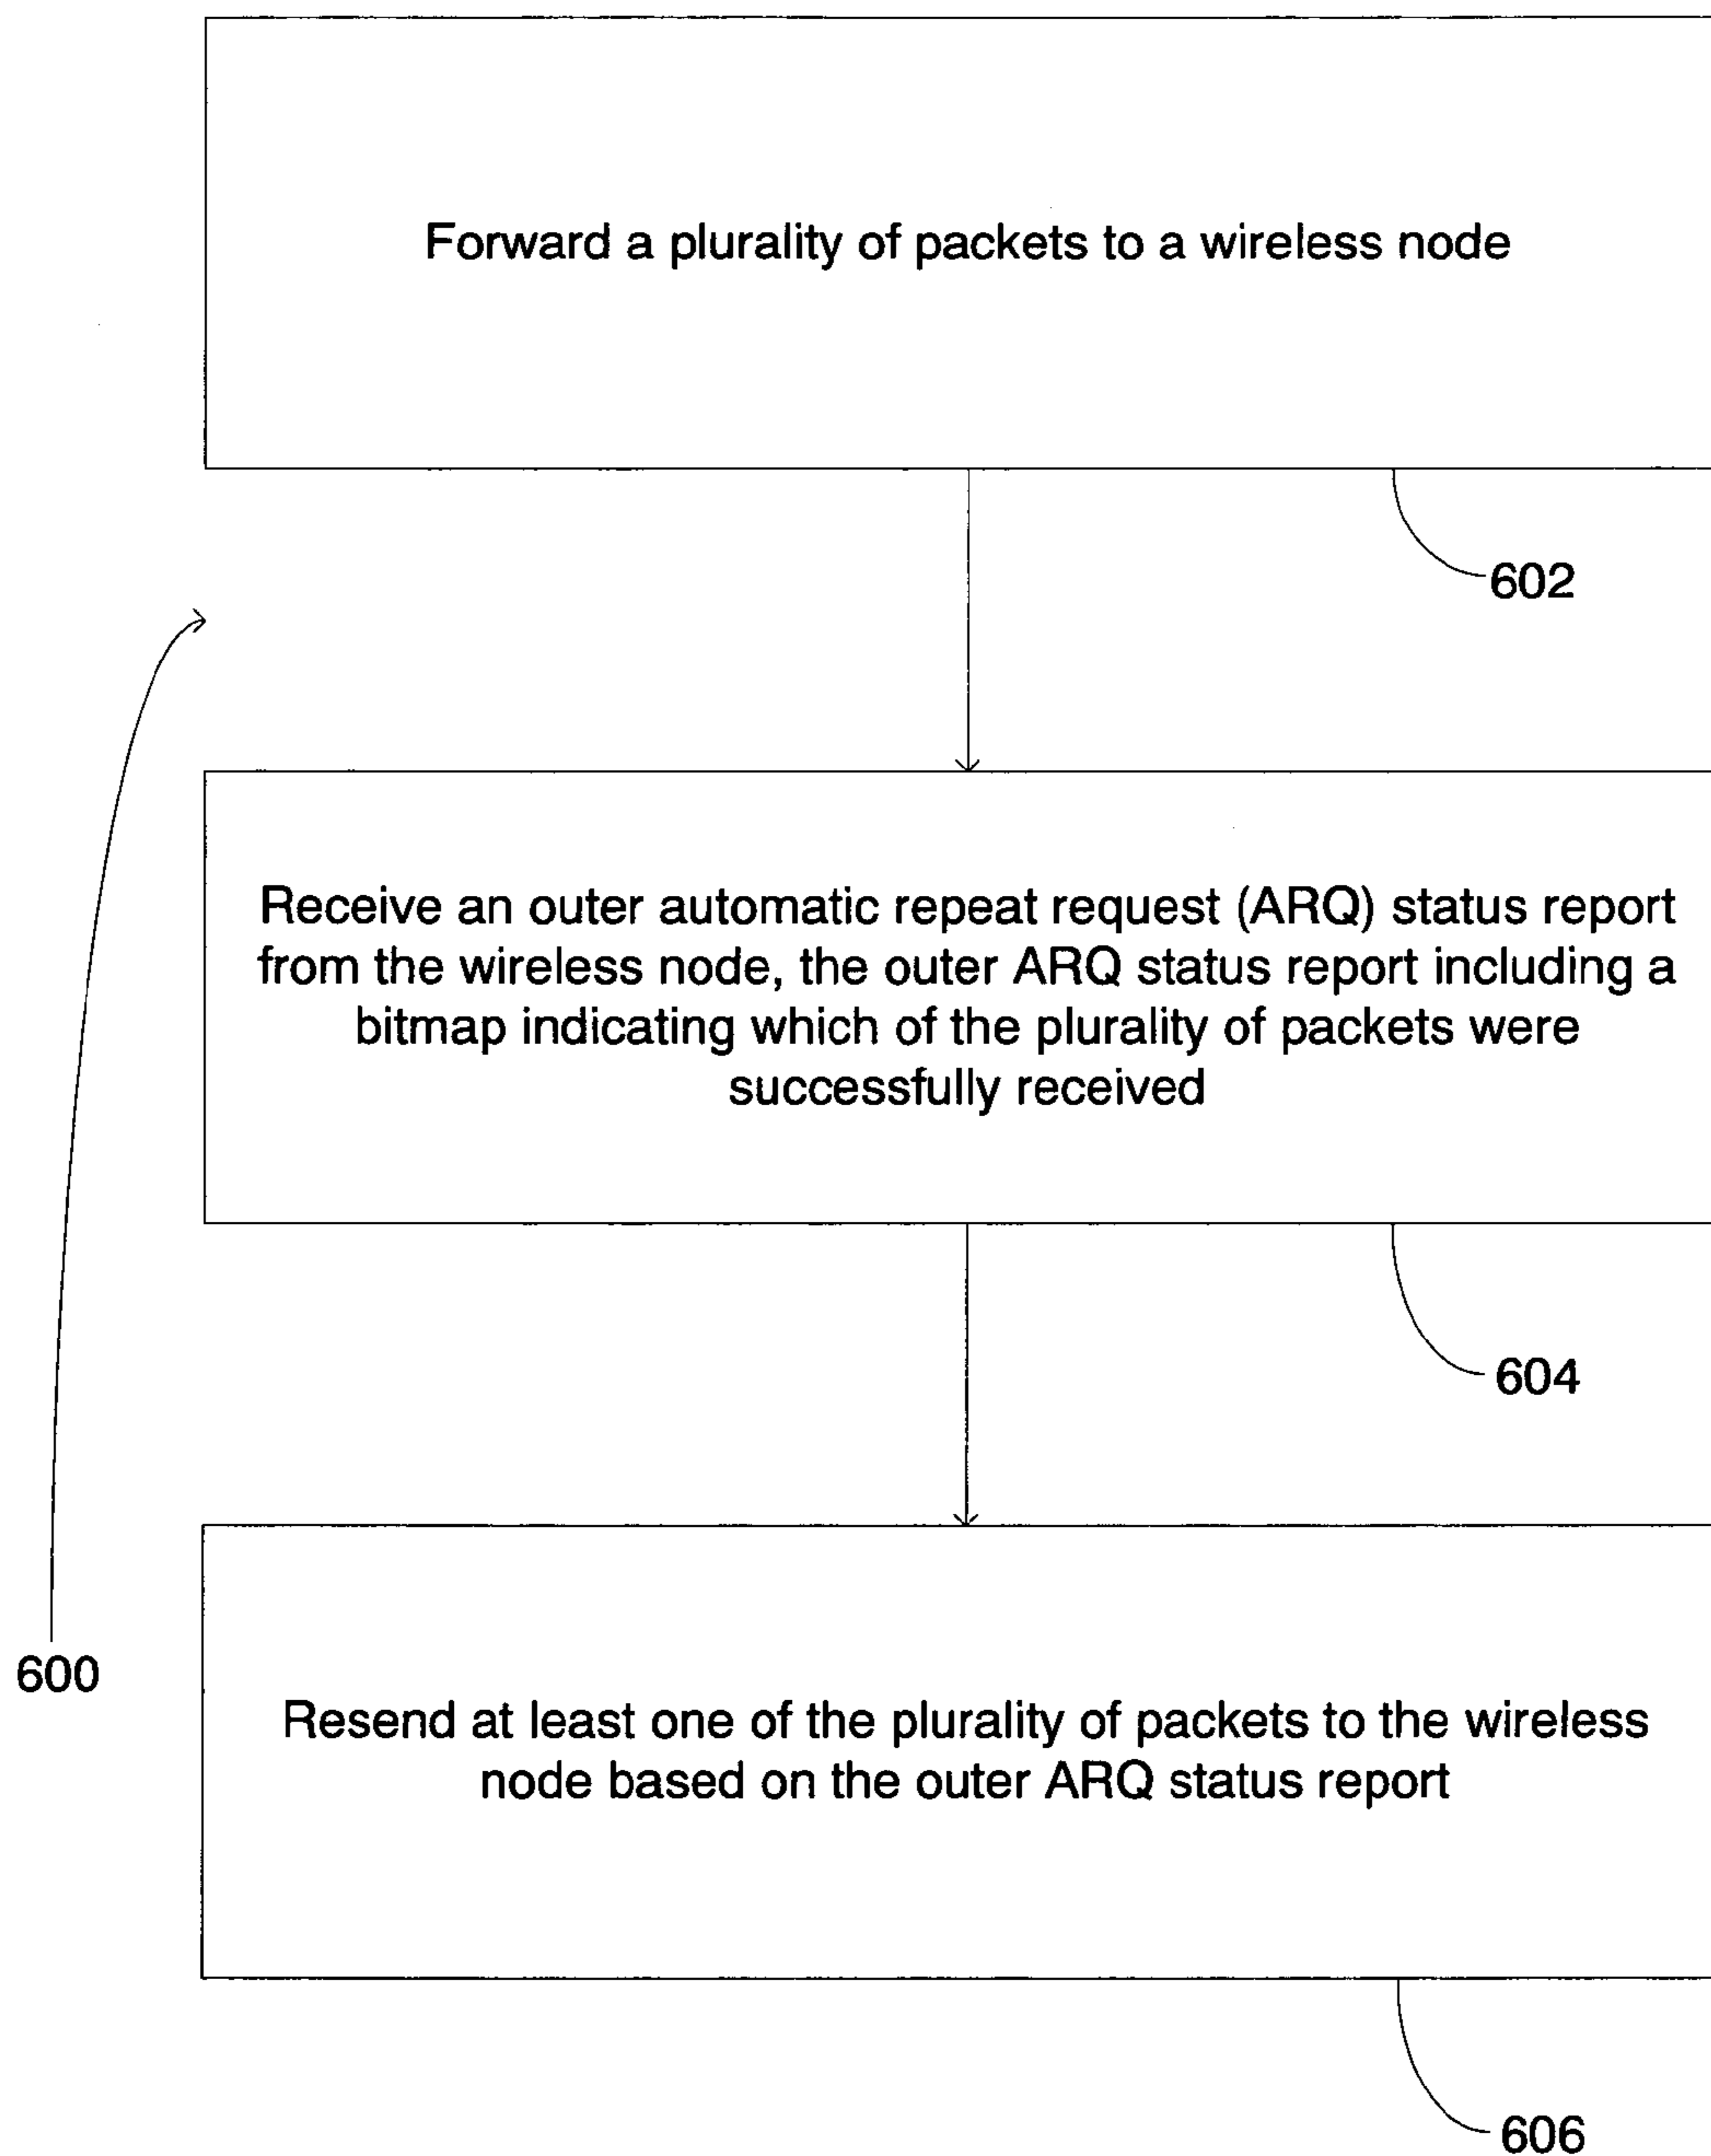 Forward a plurality of packets to a wireless node
602
Receive an outer automatic repeat request (ARQ) status report
from the wireless node, the outer ARQ status report including a
bitmap indicating which of the plurality of packets were
successfully received
604
600
Resend at least one of the plurality of packets to the wireless
node based on the outer ARQ status report
606